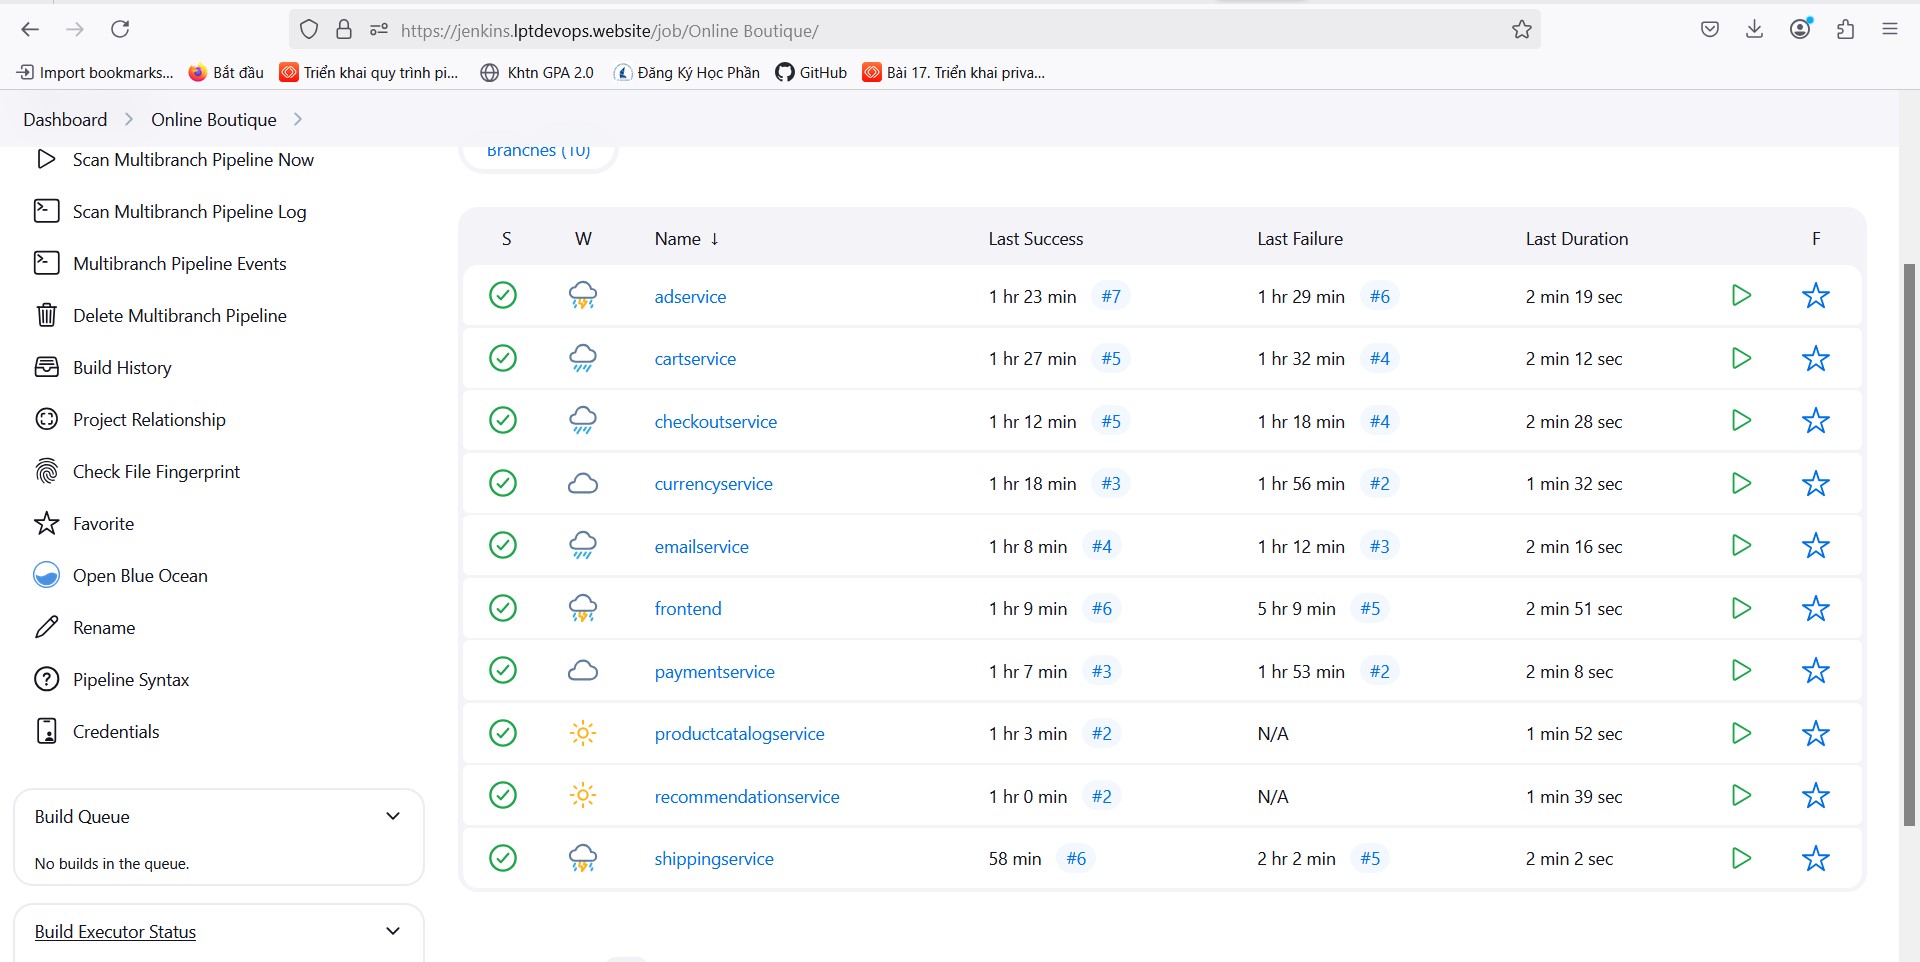 https://jenkins.lptdevops.website/job/Online Boutique/
Import bookmarks... Bắt đầu Triển khai quy trình pi... Khtn GPA 2.0 Đăng Ký Học Phần GitHub Bài 17. Triển khai priva...
Dashboard Online Boutique
Scan Multibranch Pipeline Now
Scan Multibranch Pipeline Log
Multibranch Pipeline Events
Delete Multibranch Pipeline
Build History
Project Relationship
Check File Fingerprint
Favorite
Open Blue Ocean
Rename
Pipeline Syntax
Credentials
Build Queue
No builds in the queue.
Build Executor Status
Branches (10)
S W Name ↓ Last Success Last Failure Last Duration F
adservice 1 hr 23 min #7 1 hr 29 min #6 2 min 19 sec
cartservice 1 hr 27 min #5 1 hr 32 min #4 2 min 12 sec
checkoutservice 1 hr 12 min #5 1 hr 18 min #4 2 min 28 sec
currencyservice 1 hr 18 min #3 1 hr 56 min #2 1 min 32 sec
emailservice 1 hr 8 min #4 1 hr 12 min #3 2 min 16 sec
frontend 1 hr 9 min #6 5 hr 9 min #5 2 min 51 sec
paymentservice 1 hr 7 min #3 1 hr 53 min #2 2 min 8 sec
productcatalogservice 1 hr 3 min #2 N/A 1 min 52 sec
recommendationservice 1 hr 0 min #2 N/A 1 min 39 sec
shippingservice 58 min #6 2 hr 2 min #5 2 min 2 sec